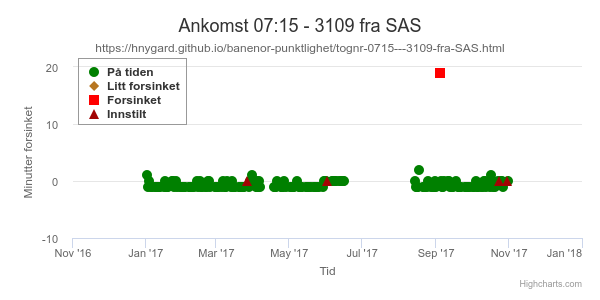 Ankomst 07:15 - 3109 fra SAS
https://hnygard.github.io/banenor-punktlighet/tognr-0715---3109-fra-SAS.html
På tiden
Litt forsinket
Forsinket
Innstilt
Minutter forsinket
20
10
0
-10
Nov '16
Jan '17
Mar '17
May '17
Jul '17
Sep '17
Nov '17
Jan '18
Tid
Highcharts.com